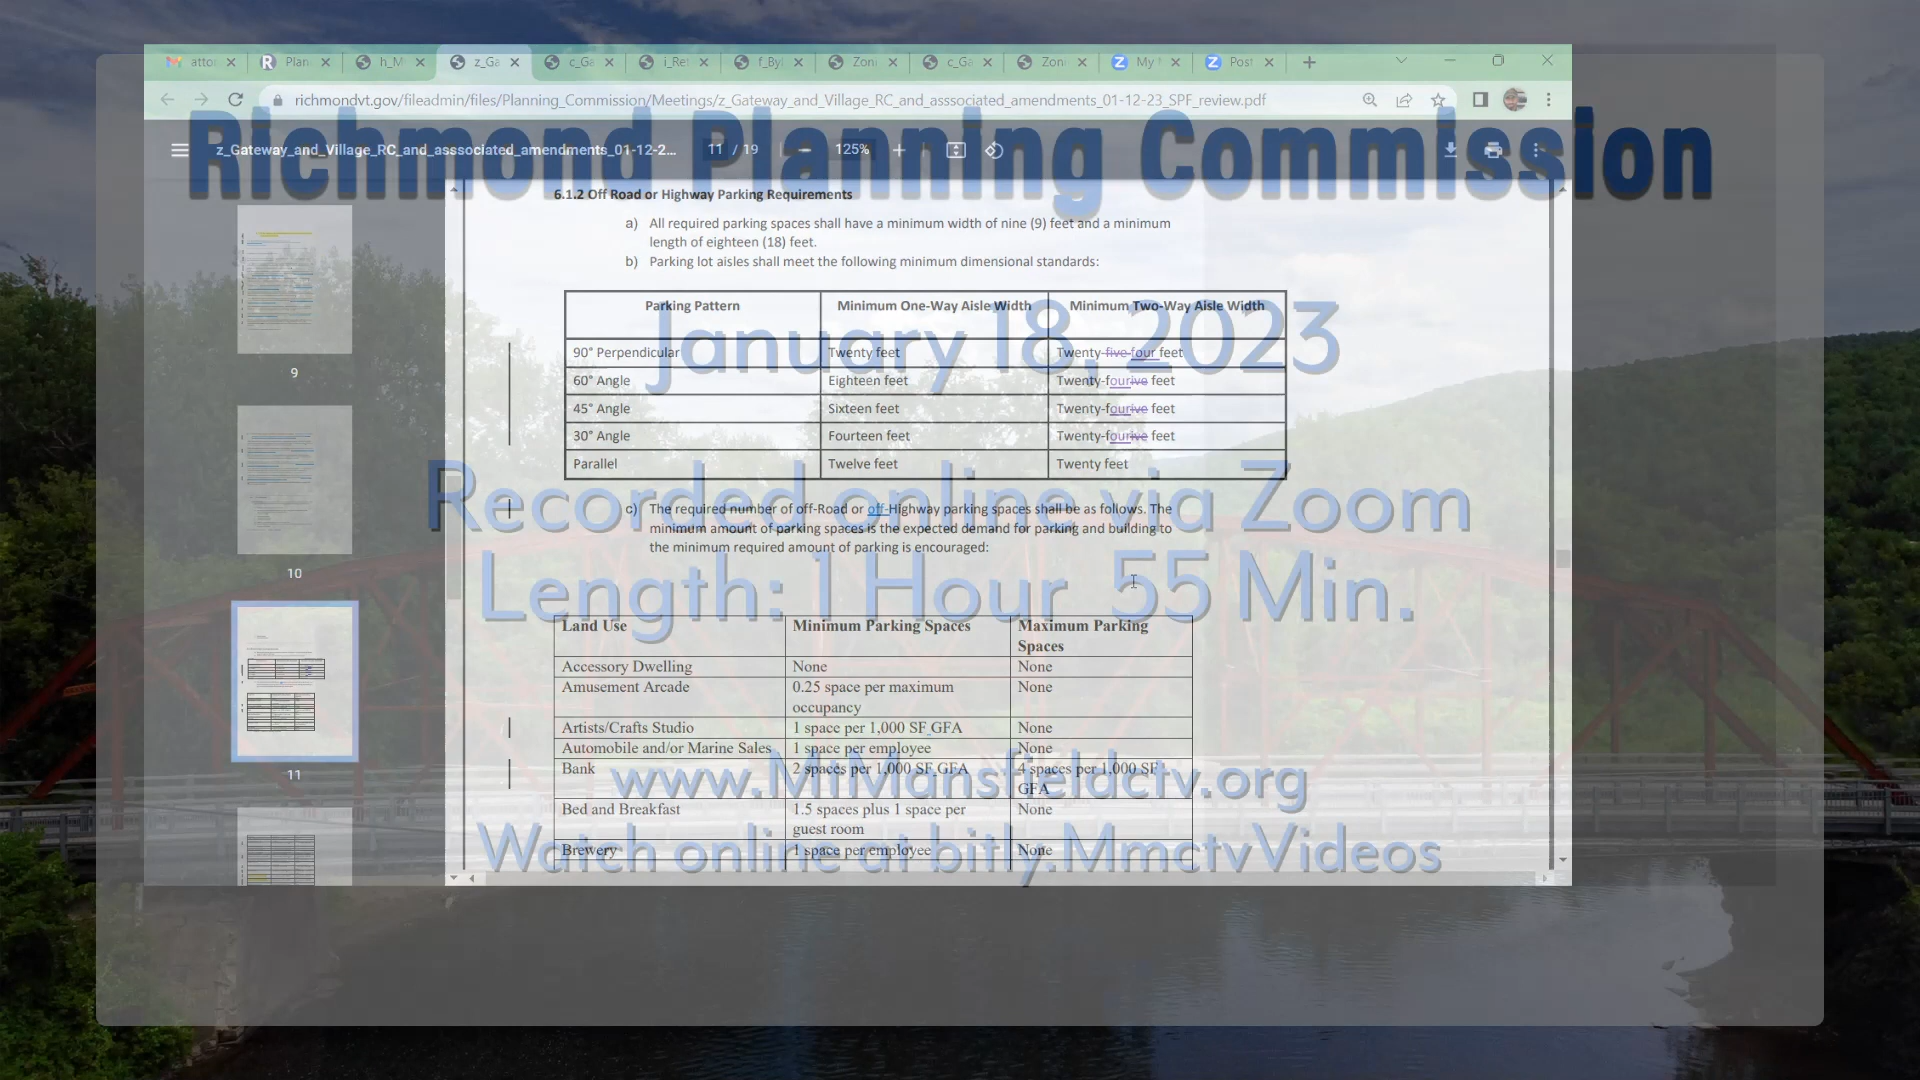 atto
Plan
h_M
z_Ga
c_Ga
i_Ret
f_Byl
Zoni
c_Ga
Zoni
My
Post
richmondvt.gov/fileadmin/files/Planning_Commission/Meetings/z_Gateway_and_Village_RC_and_asssociated_amendments_01-12-23_SPF_review.pdf
Richmond Planning Commission
z_Gateway_and_Village_RC_and_asssociated_amendments_01-12-2... 11 / 19 125%
6.1.2 Off Road or Highway Parking Requirements
a) All required parking spaces shall have a minimum width of nine (9) feet and a minimum
length of eighteen (18) feet.
b) Parking lot aisles shall meet the following minimum dimensional standards:
Parking Pattern Minimum One-Way Aisle Width Minimum Two-Way Aisle Width
January 18, 2023
90° Perpendicular Twenty feet Twenty-five-four feet
60° Angle Eighteen feet Twenty-fourive feet
45° Angle Sixteen feet Twenty-fourive feet
30° Angle Fourteen feet Twenty-fourive feet
Parallel Twelve feet Twenty feet
Recorded online via Zoom
c) The required number of off-Road or off-Highway parking spaces shall be as follows. The
minimum amount of parking spaces is the expected demand for parking and building to
the minimum required amount of parking is encouraged:
Length: 1 Hour 55 Min.
Land Use Minimum Parking Spaces Maximum Parking
Spaces
Accessory Dwelling None None
Amusement Arcade 0.25 space per maximum None
occupancy
Artists/Crafts Studio 1 space per 1,000 SF GFA None
Automobile and/or Marine Sales 1 space per employee None
Bank 2 spaces per 1,000 SF GFA 4 spaces per 1,000 SF
GFA
www.MtMansfieldctv.org
Bed and Breakfast 1.5 spaces plus 1 space per None
guest room
Brewery 1 space per employee None
Watch online at bitly.MmctvVideos
9
10
11